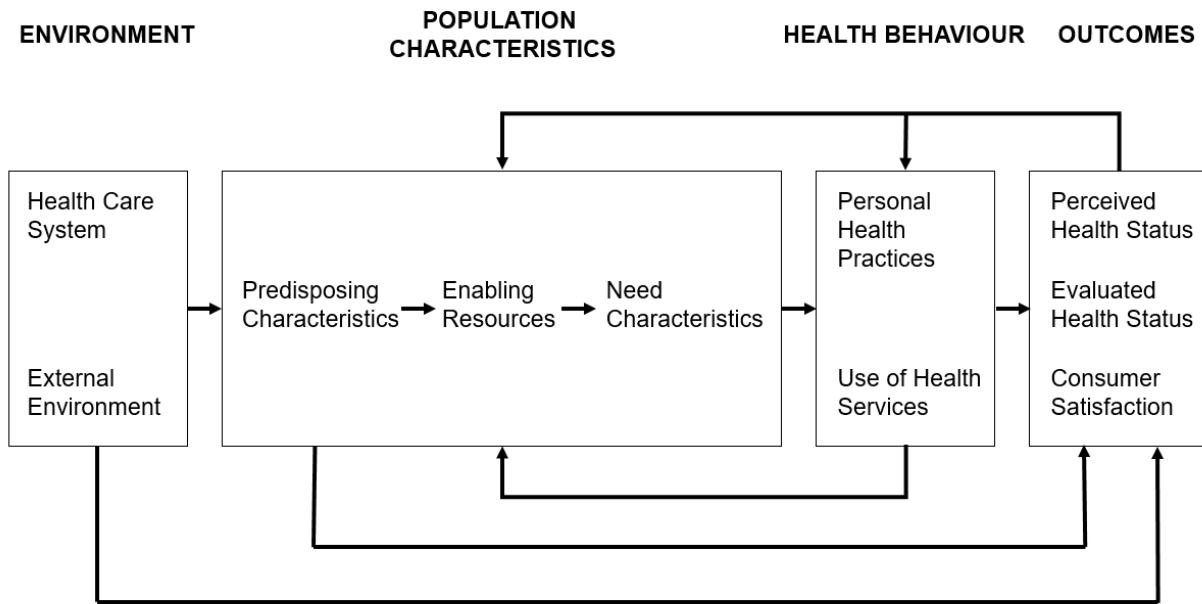 ENVIRONMENT
POPULATION
CHARACTERISTICS
HEALTH BEHAVIOUR
OUTCOMES
Health Care
System
External
Environment
Predisposing
Characteristics
Enabling
Resources
Need
Characteristics
Personal
Health
Practices
Use of Health
Services
Perceived
Health Status
Evaluated
Health Status
Consumer
Satisfaction